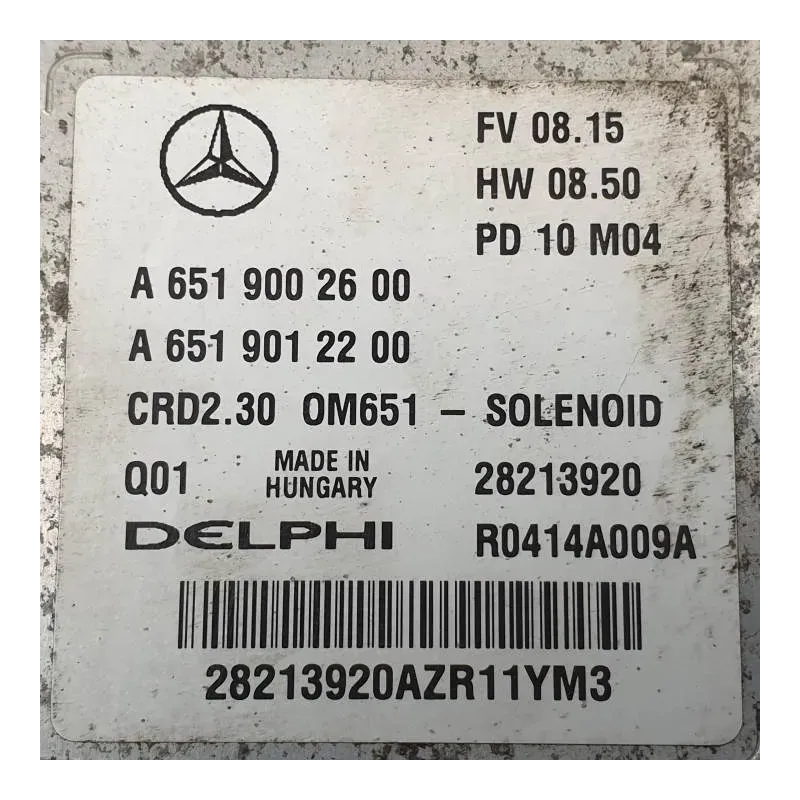 FV 08.15
HW 08.50
PD 10 M04
A 651 900 26 00
A 651 901 22 00
CRD2.30 OM651 – SOLENOID
Q01 MADE IN HUNGARY 28213920
DELPHI R0414A009A
28213920AZR11YM3